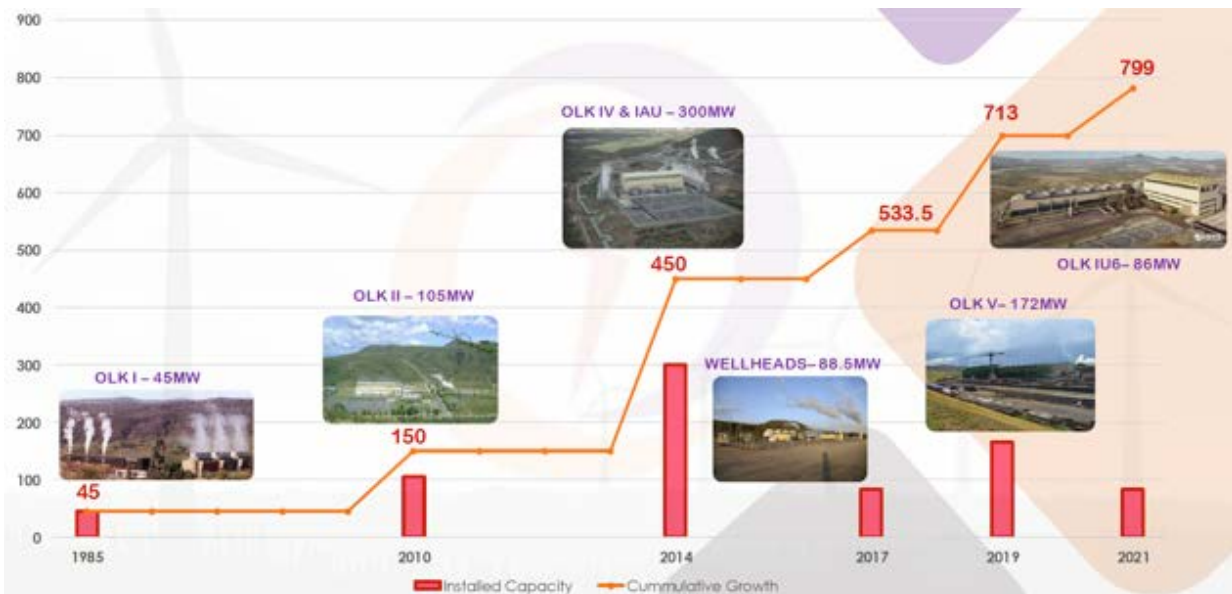 900
800
700
600
500
400
300
200
100
0
OLK I – 45MW
45
OLK II – 105MW
150
OLK IV & IAU – 300MW
450
WELLHEADS– 88.5MW
533.5
OLK V– 172MW
713
OLK IU6– 86MW
799
1985
2010
2014
2017
2019
2021
Installed Capacity
Cummulative Growth